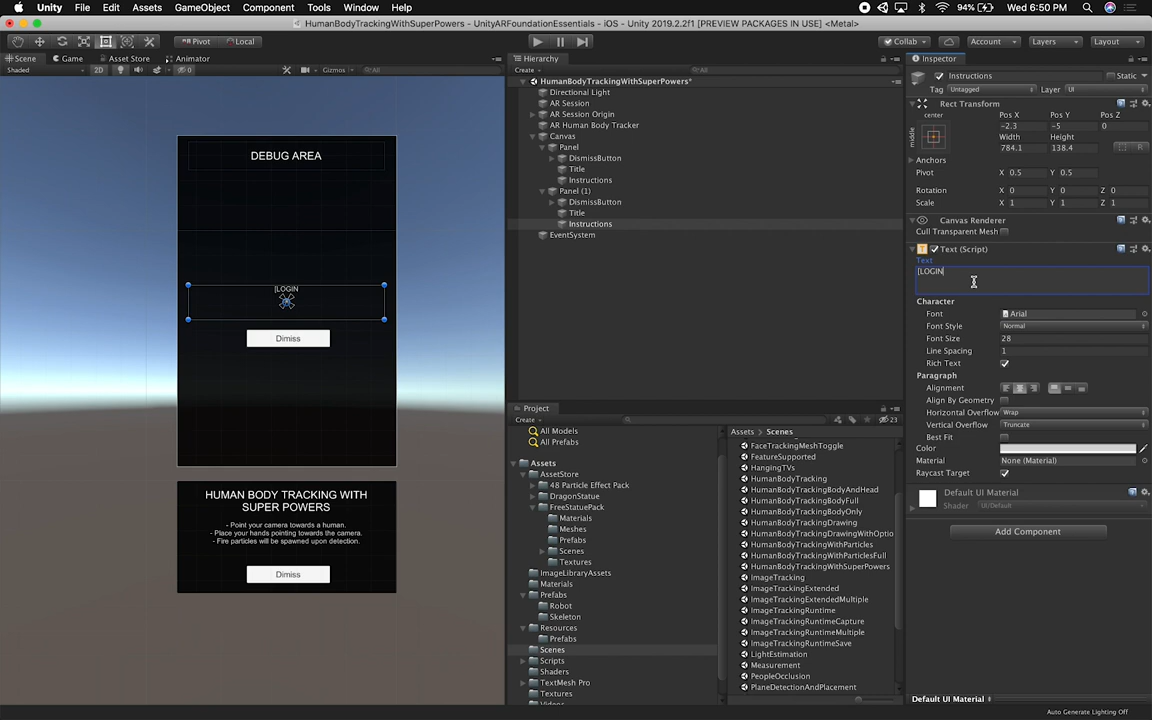 Unity File Edit Assets GameObject Component Tools Window Help 94% Wed 6:50 PM
HumanBodyTrackingWithSuperPowers - UnityARFoundationEssentials - iOS - Unity 2019.2.2f1 [PREVIEW PACKAGES IN USE] <Metal>
Pivot Local Collab Account Layers Layout
Scene Game Asset Store Animator
Shaded 2D 0 Gizmos All
DEBUG AREA
[LOGIN
Dimiss
HUMAN BODY TRACKING WITH
SUPER POWERS
- Point your camera towards a human.
- Place your hands pointing towards the camera.
- Fire particles will be spawned upon detection.
Dimiss
Hierarchy
Create All
HumanBodyTrackingWithSuperPowers*
Directional Light
AR Session
AR Session Origin
AR Human Body Tracker
Canvas
Panel
DismissButton
Title
Instructions
Panel (1)
DismissButton
Title
Instructions
EventSystem
Project
Create 23
All Models
All Prefabs
Assets
AssetStore
48 Particle Effect Pack
DragonStatue
FreeStatuePack
Materials
Meshes
Prefabs
Scenes
Textures
ImageLibraryAssets
Materials
Prefabs
Robot
Skeleton
Resources
Prefabs
Scenes
Scripts
Shaders
TextMesh Pro
Textures
Assets > Scenes
FaceTrackingMeshToggle
FeatureSupported
HangingTVs
HumanBodyTracking
HumanBodyTrackingBodyAndHead
HumanBodyTrackingBodyFull
HumanBodyTrackingBodyOnly
HumanBodyTrackingDrawing
HumanBodyTrackingDrawingWithOptio
HumanBodyTrackingWithParticles
HumanBodyTrackingWithParticlesFull
HumanBodyTrackingWithSuperPowers
ImageTracking
ImageTrackingExtended
ImageTrackingExtendedMultiple
ImageTrackingRuntime
ImageTrackingRuntimeCapture
ImageTrackingRuntimeMultiple
ImageTrackingRuntimeSave
LightEstimation
Measurement
PeopleOcclusion
PlaneDetectionAndPlacement
Inspector
Instructions Static
Tag Untagged Layer UI
Rect Transform
center Pos X Pos Y Pos Z
middle -2.3 -5 0
Width Height
784.1 138.4
R
Anchors
Pivot X 0.5 Y 0.5
Rotation X 0 Y 0 Z 0
Scale X 1 Y 1 Z 1
Canvas Renderer
Cull Transparent Mesh
Text (Script)
Text
[LOGIN
Character
Font Arial
Font Style Normal
Font Size 28
Line Spacing 1
Rich Text
Paragraph
Alignment
Align By Geometry
Horizontal Overflow Wrap
Vertical Overflow Truncate
Best Fit
Color
Material None (Material)
Raycast Target
Default UI Material
Shader UI/Default
Add Component
Default UI Material
Auto Generate Lighting Off